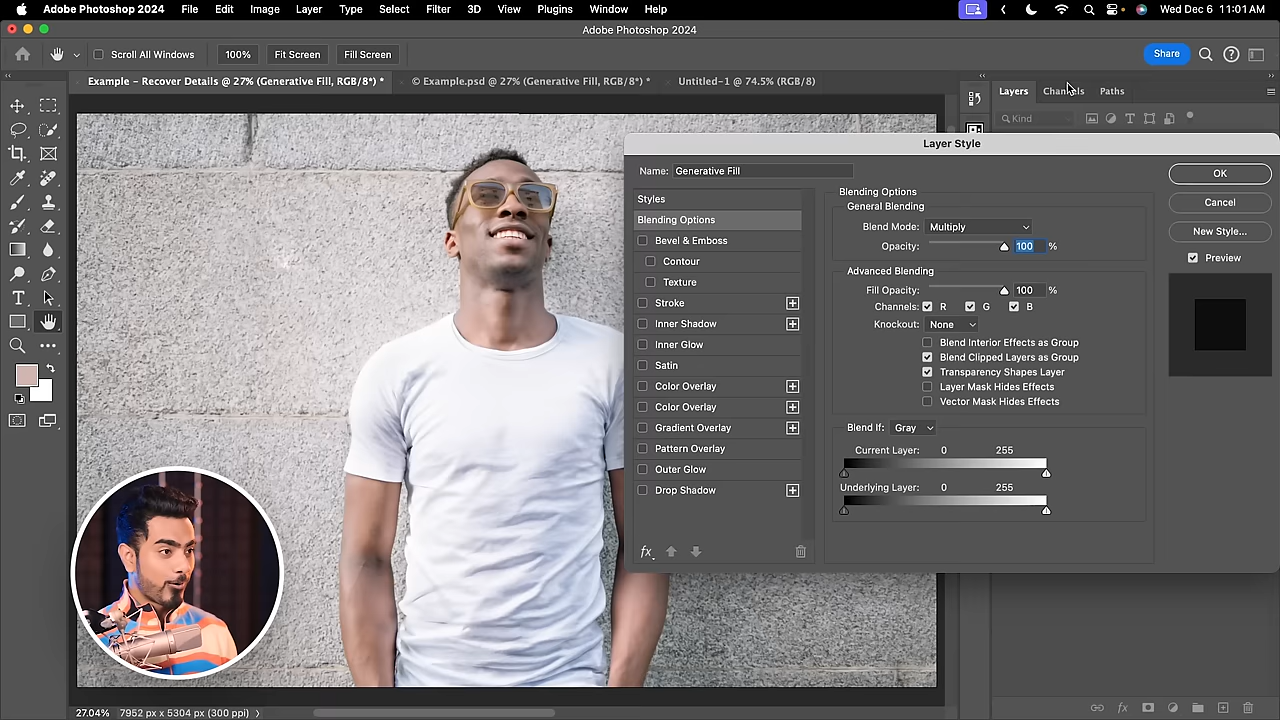 Adobe Photoshop 2024 File Edit Image Layer Type Select Filter 3D View Plugins Window Help Wed Dec 6 11:01 AM
Adobe Photoshop 2024
Scroll All Windows 100% Fit Screen Fill Screen Share
Example – Recover Details @ 27% (Generative Fill, RGB/8*) * © Example.psd @ 27% (Generative Fill, RGB/8*) * Untitled-1 @ 74.5% (RGB/8)
Layers Channels Paths
Kind
Layer Style
Name: Generative Fill
Styles
Blending Options
Bevel & Emboss
Contour
Texture
Stroke
Inner Shadow
Inner Glow
Satin
Color Overlay
Color Overlay
Gradient Overlay
Pattern Overlay
Outer Glow
Drop Shadow
fx
Blending Options
General Blending
Blend Mode: Multiply
Opacity: 100 %
Advanced Blending
Fill Opacity: 100 %
Channels: R G B
Knockout: None
Blend Interior Effects as Group
Blend Clipped Layers as Group
Transparency Shapes Layer
Layer Mask Hides Effects
Vector Mask Hides Effects
Blend If: Gray
Current Layer: 0 255
Underlying Layer: 0 255
OK
Cancel
New Style...
Preview
27.04% 7952 px x 5304 px (300 ppi)
fx